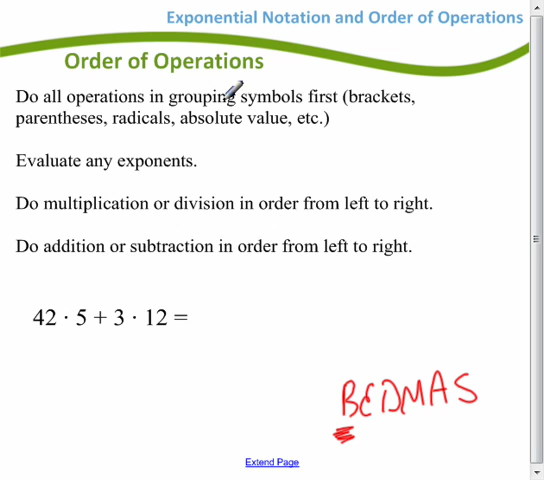 Exponential Notation and Order of Operations
Order of Operations
Do all operations in grouping symbols first (brackets,
parentheses, radicals, absolute value, etc.)
Evaluate any exponents.
Do multiplication or division in order from left to right.
Do addition or subtraction in order from left to right.
42 · 5 + 3 · 12 =
BEDMAS
Extend Page